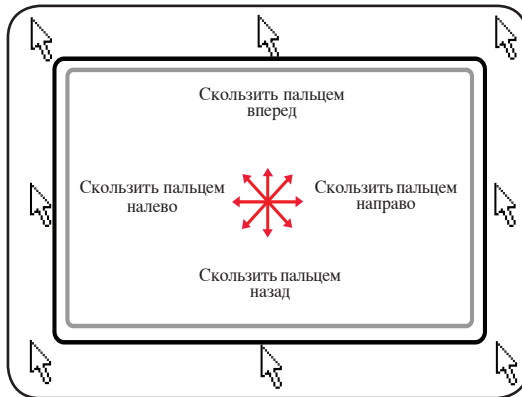 Скользить пальцем
вперед
Скользить пальцем
налево
Скользить пальцем
направо
Скользить пальцем
назад